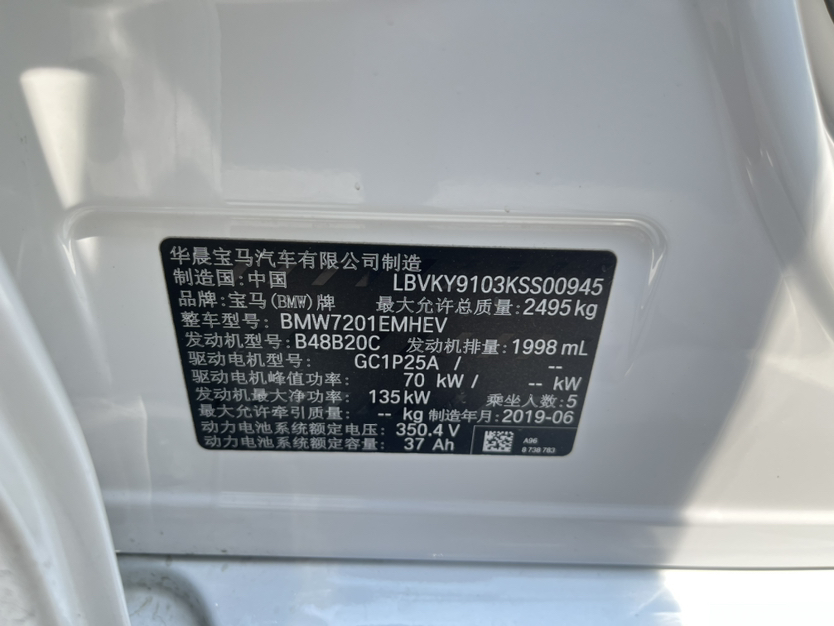 华晨宝马汽车有限公司制造
制造国:中国 LBVKY9103KSS00945
品牌:宝马(BMW)牌 最大允许总质量:2495kg
整车型号:BMW7201EMHEV
发动机型号:B48B20C 发动机排量:1998 mL
驱动电机型号: GC1P25A / --
驱动电机峰值功率: 70 kW / -- kW
发动机最大净功率: 135kW 乘坐人数:5
最大允许牵引质量: -- kg 制造年月:2019-06
动力电池系统额定电压:350.4 V
动力电池系统额定容量: 37 Ah
A96
8 738 783